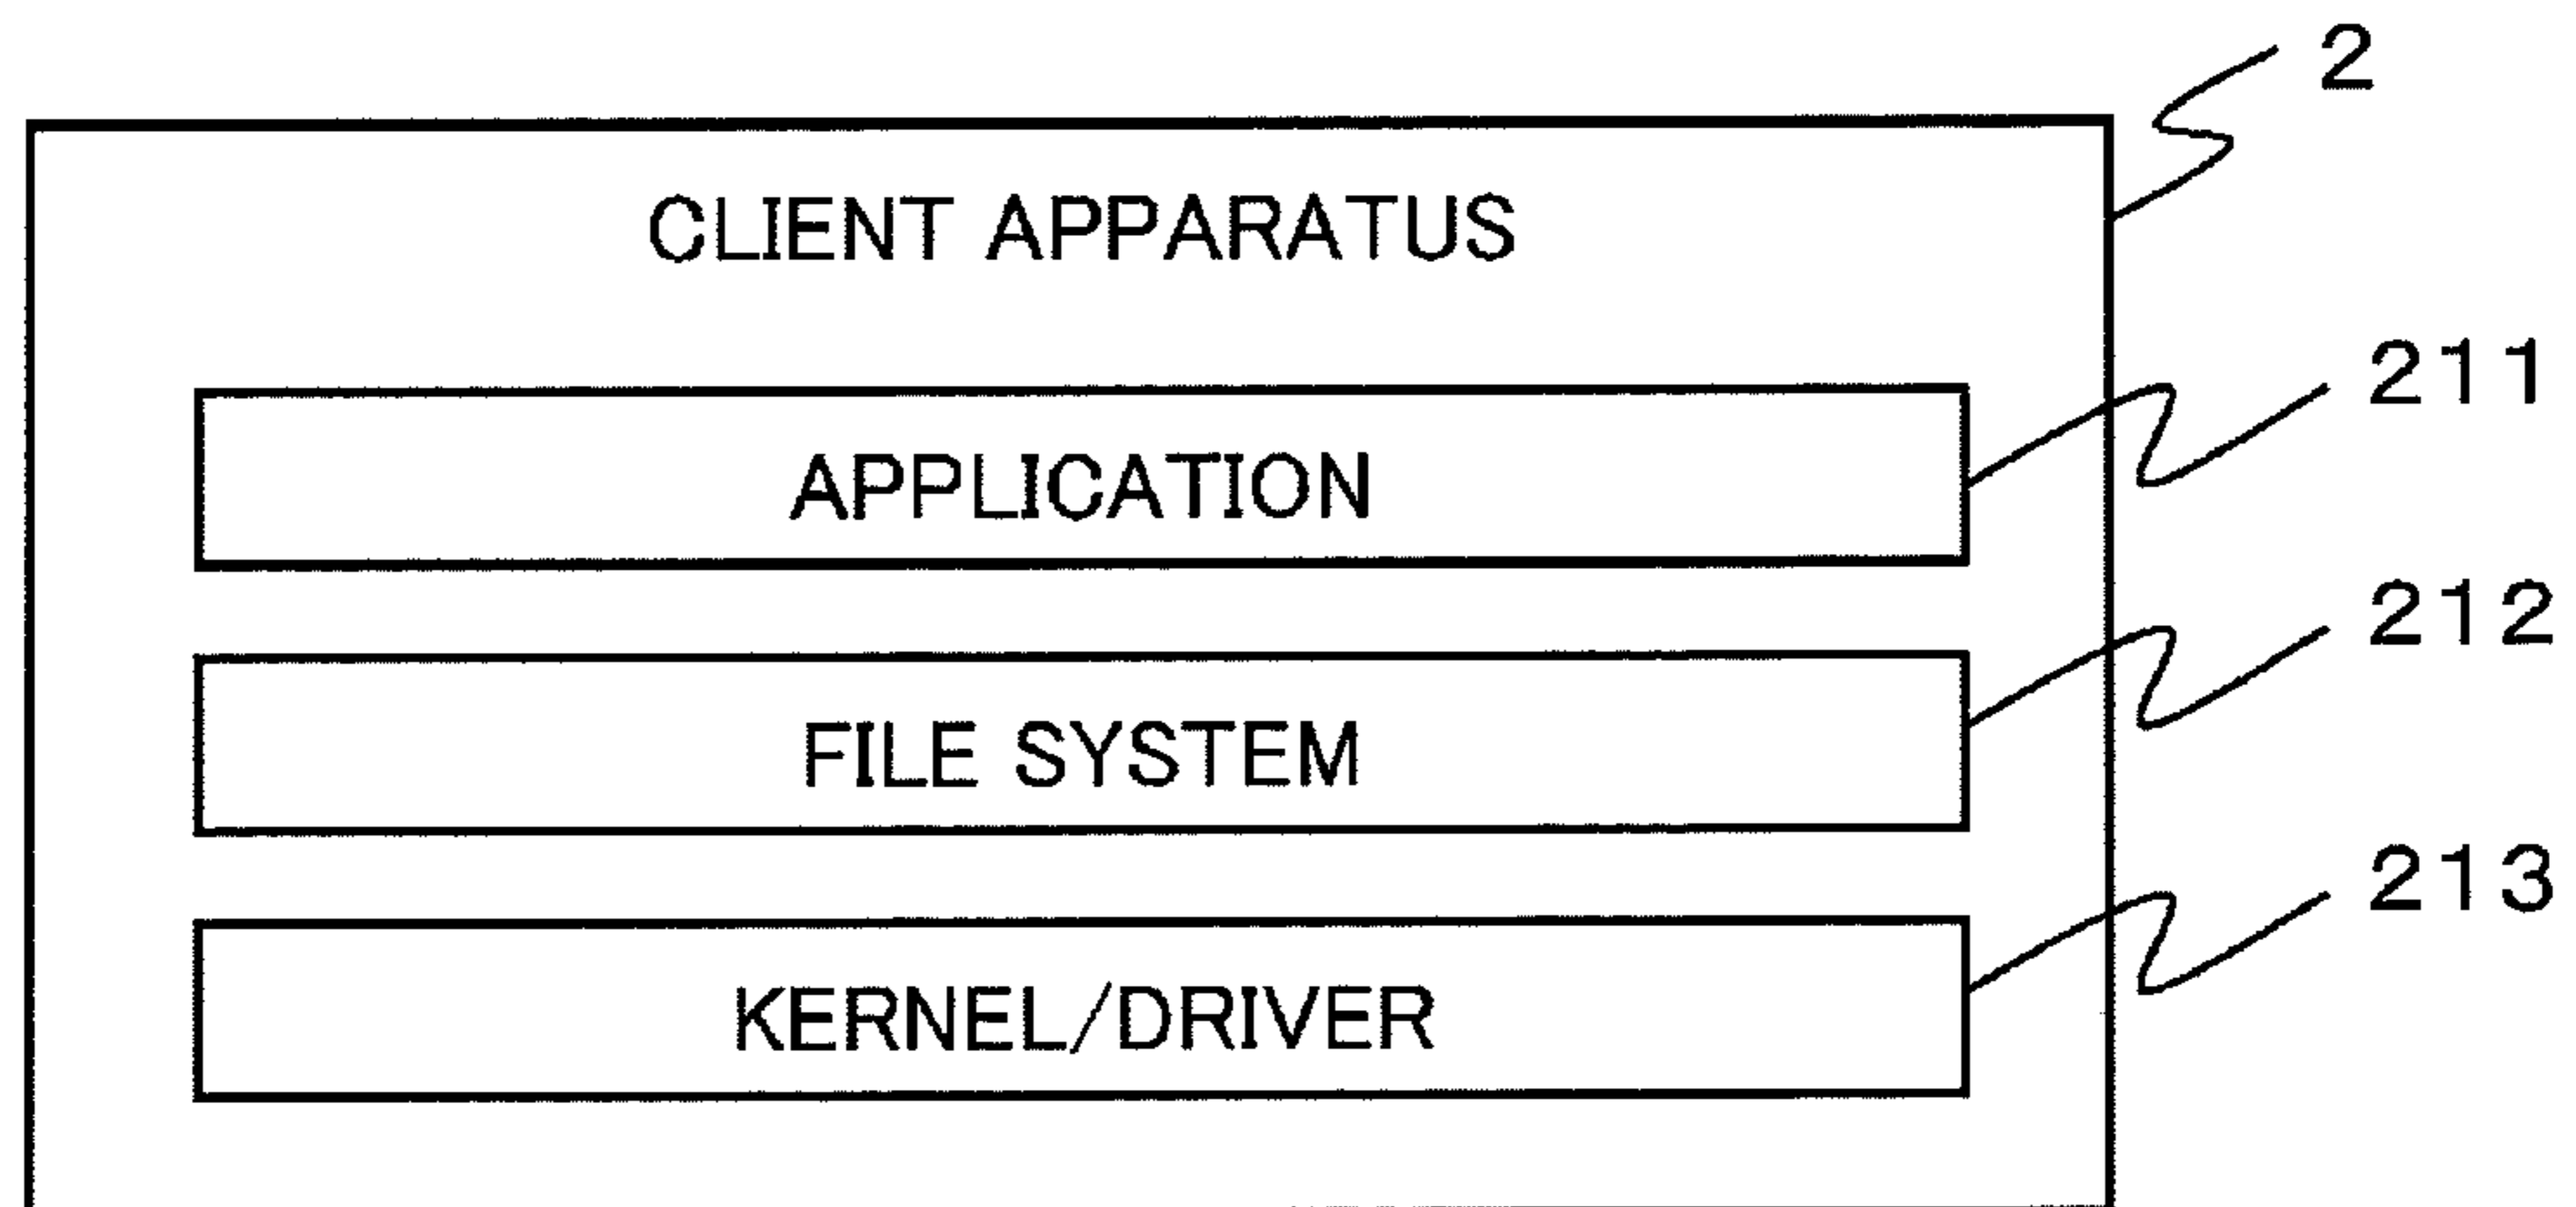 2
CLIENT APPARATUS
211
APPLICATION
212
FILE SYSTEM
213
KERNEL/DRIVER